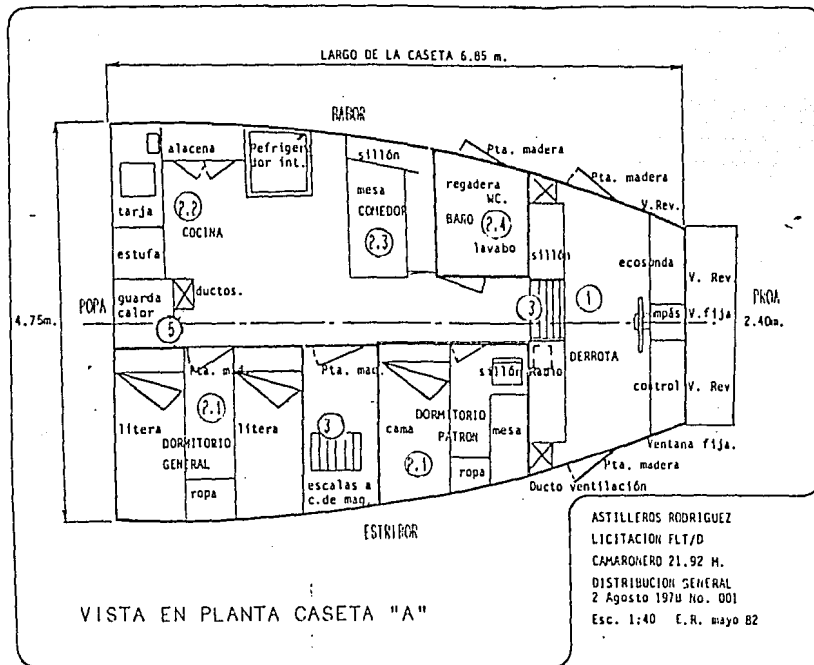 LARGO DE LA CASETA 6.85 m.
BABOR
alacena
Pefriger
dor int.
sillón
Pta. madera
Pta. madera
V.Rev.
tarja
2.2
COCINA
mesa
COMEDOR
2.3
regadera
WC.
BAÑO
2.4
lavabo
sillón
ecosonda
V. Rev
estufa
guarda
calor
ductos.
5
POPA
4.75m.
3
1
mpás
V.fija
PROA
2.40m.
DERROTA
Pta. mad.
Pta. maq.
sillón
Radio
control
V. Rev
litera
2.1
DORMITORIO
GENERAL
litera
ropa
3
escalas a
c.de maq.
cama
2.1
DORMITORIO
PATRON
mesa
ropa
Ventana fija.
Pta. madera
Ducto ventilación
ESTRIBOR
ASTILLEROS RODRIGUEZ
LICITACION FLT/D
CAMARONERO 21.92 M.
DISTRIBUCION GENERAL
2 Agosto 1978 No. 001
Esc. 1:40 E.R. mayo 82
VISTA EN PLANTA CASETA "A"